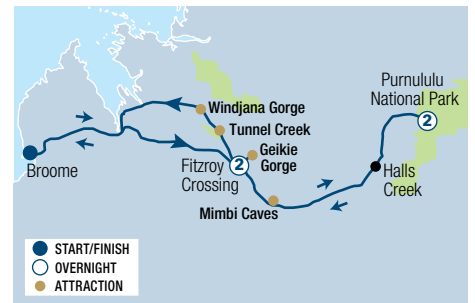 Purnululu
National Park
2
Windjana Gorge
Tunnel Creek
Geikie
Gorge
Broome
Fitzroy
Crossing
2
Halls
Creek
Mimbi Caves
START/FINISH
OVERNIGHT
ATTRACTION